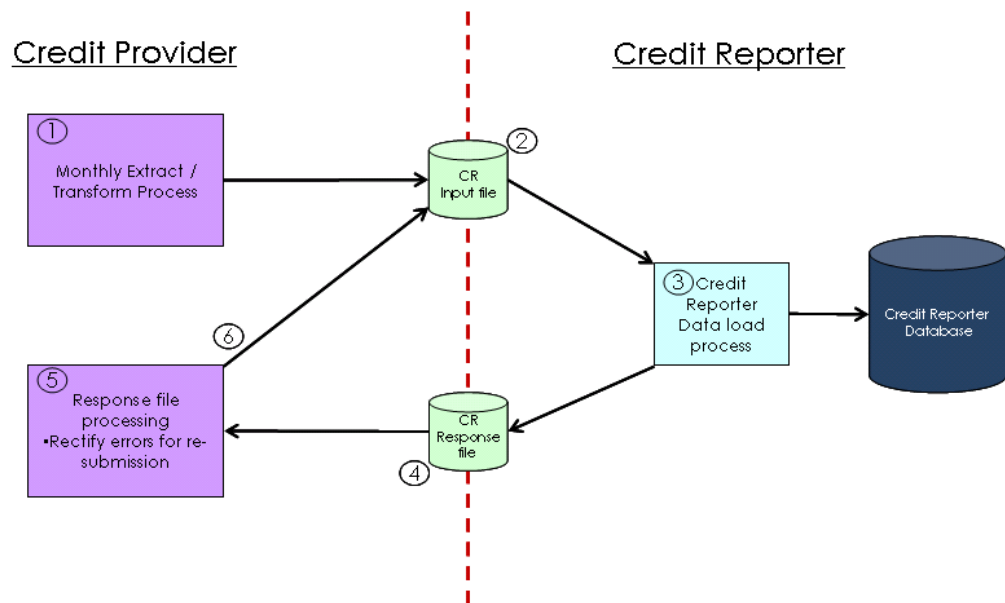 Credit Provider
Credit Reporter
1
Monthly Extract /
Transform Process
2
CR
Input file
3 Credit
Reporter
Data load
process
Credit Reporter
Database
6
5
Response file
processing
▪Rectify errors for re-
submission
CR
Response
file
4